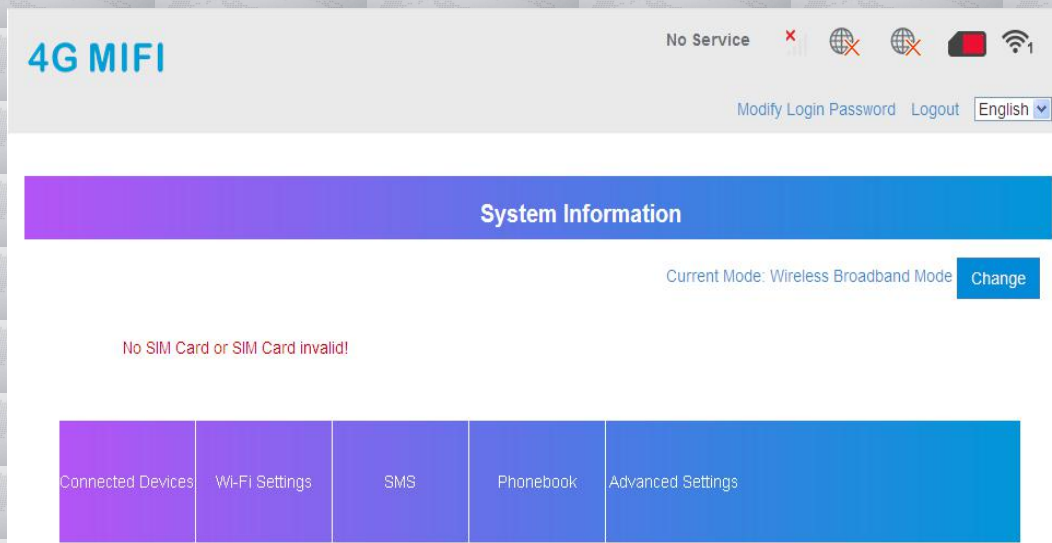 No Service 1
4G MIFI
Modify Login Password Logout English
System Information
Current Mode: Wireless Broadband Mode Change
No SIM Card or SIM Card invalid!
Connected Devices Wi-Fi Settings SMS Phonebook Advanced Settings